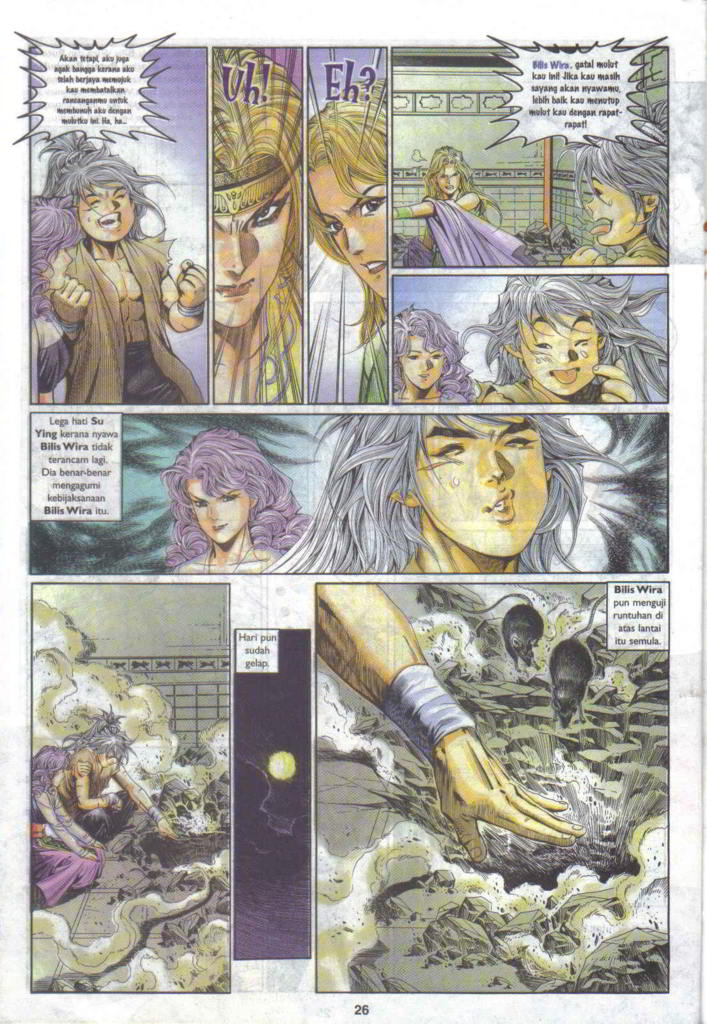 Akan tetapi, aku juga
agak bangga kerana aku
telah berjaya memujuk
kau membatalkan
rancanganmu untuk
membunuh aku dengan
mulutku ini. Ha, ha...
Uh!
Eh?
Bilis Wira, gatal mulut
kau ini! Jika kau masih
sayang akan nyawamu,
lebih baik kau menutup
mulut kau dengan rapat-
rapat!
Lega hati Su
Ying kerana nyawa
Bilis Wira tidak
terancam lagi.
Dia benar-benar
mengagumi
kebijaksanaan
Bilis Wira itu.
Hari pun
sudah
gelap.
Bilis Wira
pun menguji
runtuhan di
atas lantai
itu semula.
26